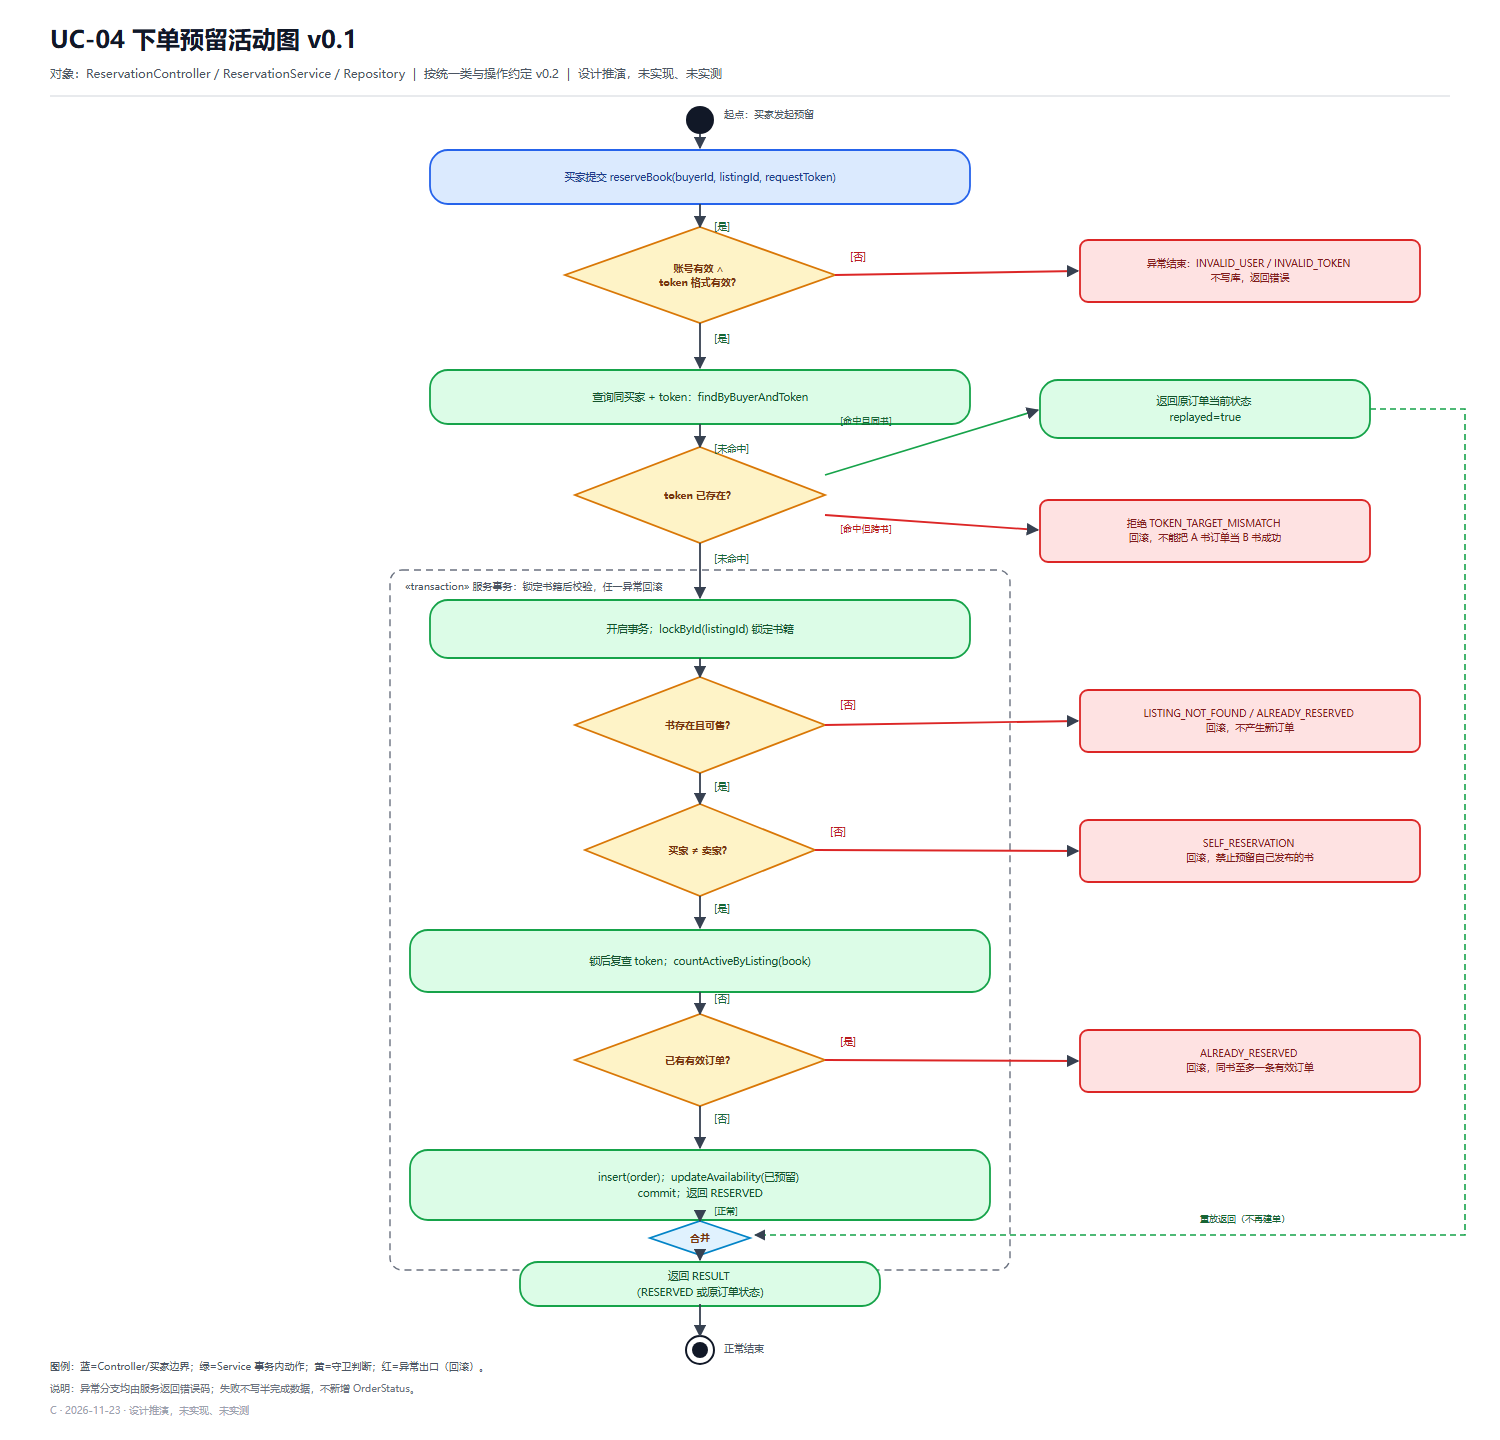 UC-04 下单预留活动图 v0.1
对象：ReservationController / ReservationService / Repository ｜ 按统一类与操作约定 v0.2 ｜ 设计推演，未实现、未实测
起点：买家发起预留
买家提交 reserveBook(buyerId, listingId, requestToken)
[是]
账号有效 ∧
token 格式有效?
[否]
异常结束：INVALID_USER / INVALID_TOKEN
不写库，返回错误
[是]
查询同买家 + token：findByBuyerAndToken
[命中且同书]
返回原订单当前状态
replayed=true
[未命中]
token 已存在?
[命中但跨书]
拒绝 TOKEN_TARGET_MISMATCH
回滚，不能把 A 书订单当 B 书成功
[未命中]
«transaction» 服务事务：锁定书籍后校验，任一异常回滚
开启事务；lockById(listingId) 锁定书籍
书存在且可售?
[否]
LISTING_NOT_FOUND / ALREADY_RESERVED
回滚，不产生新订单
[是]
买家 ≠ 卖家?
[否]
SELF_RESERVATION
回滚，禁止预留自己发布的书
[是]
锁后复查 token；countActiveByListing(book)
[否]
已有有效订单?
[是]
ALREADY_RESERVED
回滚，同书至多一条有效订单
[否]
insert(order)；updateAvailability(已预留)
commit；返回 RESERVED
[正常]
重放返回（不再建单）
合并
返回 RESULT
（RESERVED 或原订单状态）
正常结束
图例：蓝=Controller/买家边界；绿=Service 事务内动作；黄=守卫判断；红=异常出口（回滚）。
说明：异常分支均由服务返回错误码；失败不写半完成数据，不新增 OrderStatus。
C · 2026-11-23 · 设计推演，未实现、未实测